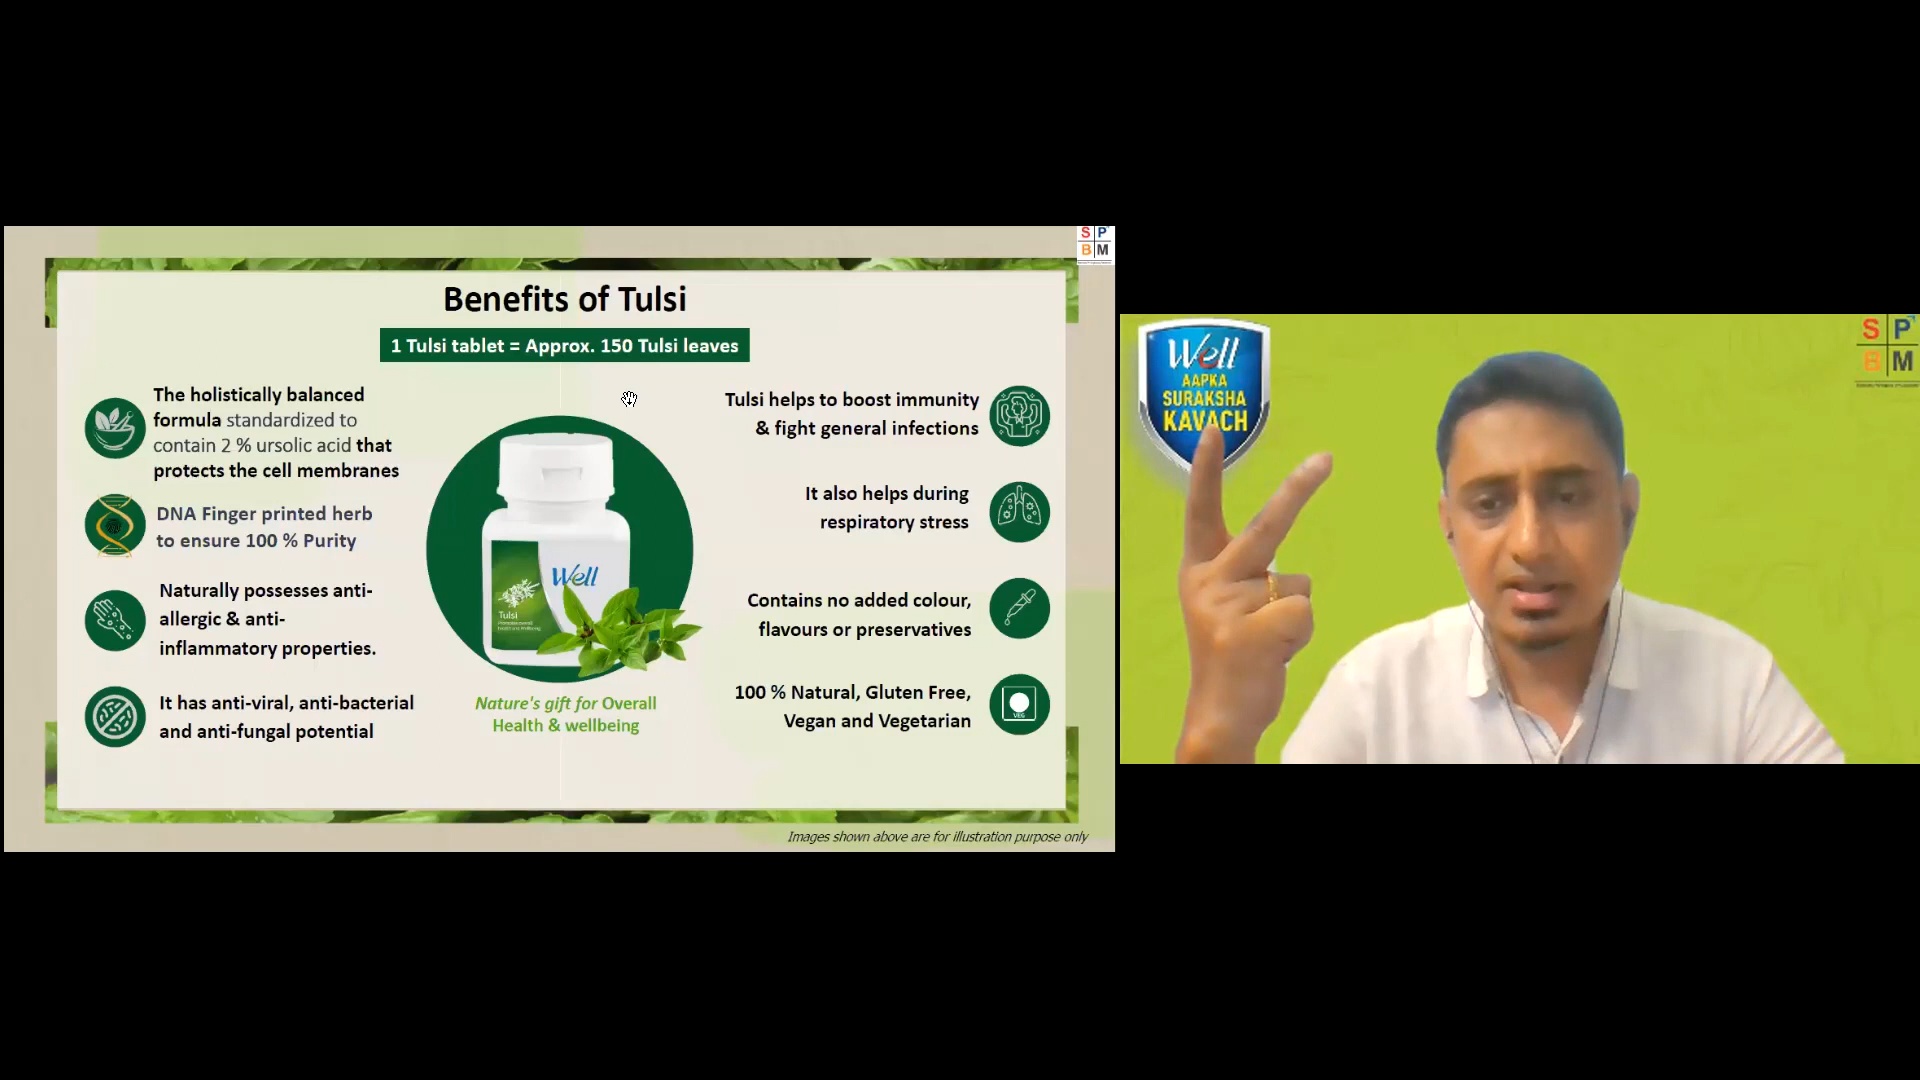 S P
B M
Benefits of Tulsi
1 Tulsi tablet = Approx. 150 Tulsi leaves
The holistically balanced
formula standardized to
contain 2 % ursolic acid that
protects the cell membranes
DNA Finger printed herb
to ensure 100 % Purity
Naturally possesses anti-
allergic & anti-
inflammatory properties.
It has anti-viral, anti-bacterial
and anti-fungal potential
Well
Tulsi
Nature's gift for Overall
Health & wellbeing
Tulsi helps to boost immunity
& fight general infections
It also helps during
respiratory stress
Contains no added colour,
flavours or preservatives
100 % Natural, Gluten Free,
Vegan and Vegetarian
VEG
Images shown above are for illustration purpose only
Well
AAPKA
SURAKSHA
KAVACH
S P
B M